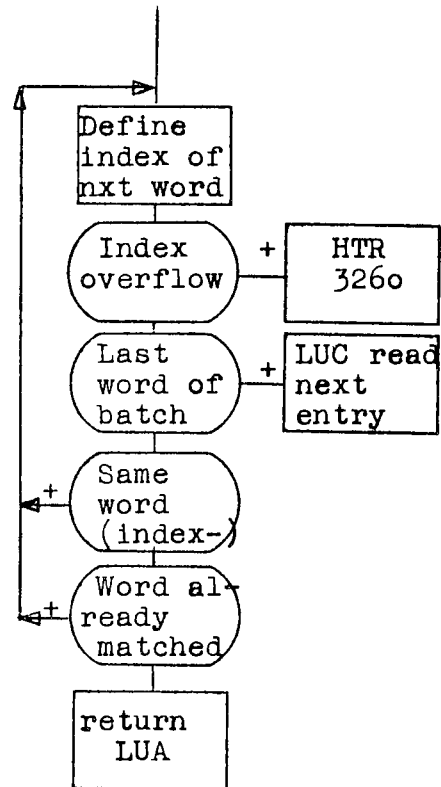 Define
index of
nxt word
Index
overflow
+
HTR
326o
Last
word of
batch
+
LUC read
next
entry
Same
word
(index-)
+
Word al-
ready
matched
+
return
LUA